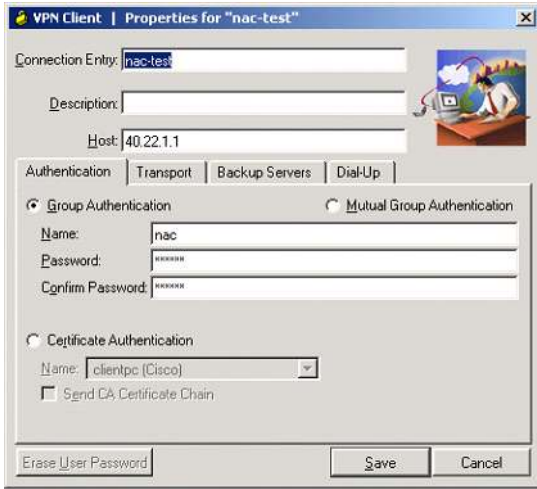 VPN Client | Properties for "nac-test"
Connection Entry: nac-test
Description:
Host: 40.22.1.1
Authentication Transport Backup Servers Dial-Up
Group Authentication Mutual Group Authentication
Name: nac
Password: ******
Confirm Password: ******
Certificate Authentication
Name: clientpc (Cisco)
Send CA Certificate Chain
Erase User Password Save Cancel